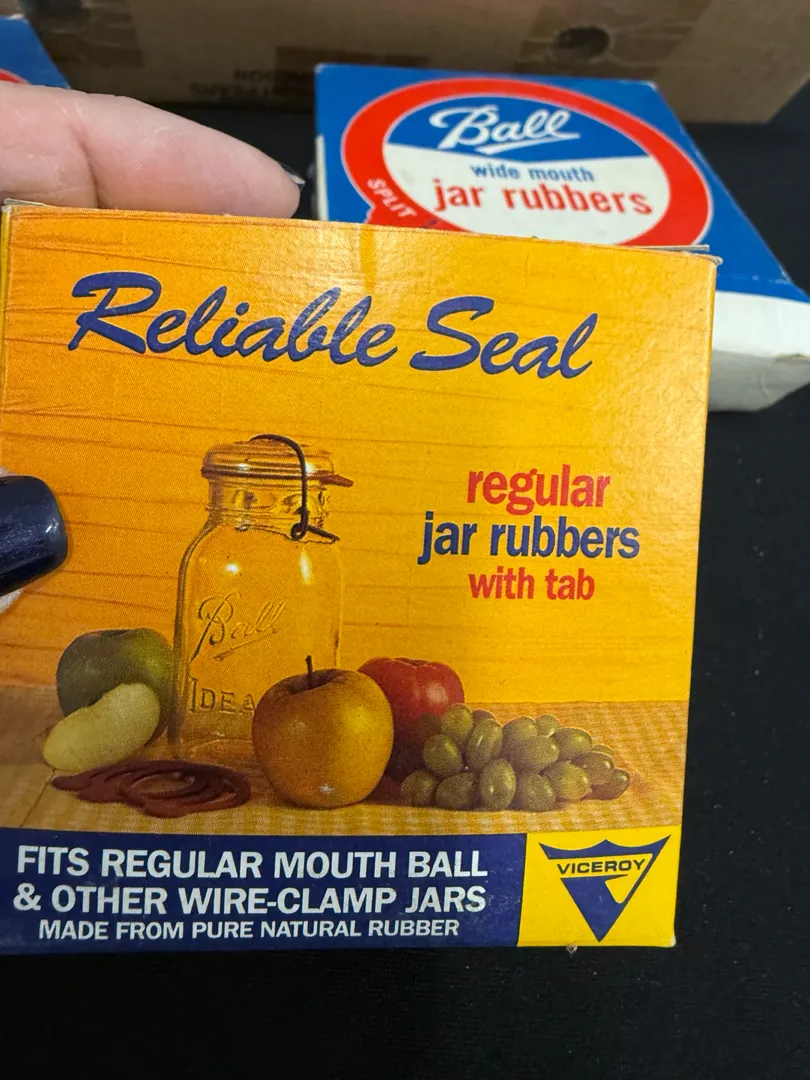 Ball
wide mouth
jar rubbers
SPLIT
Reliable Seal
regular
jar rubbers
with tab
Ball
IDEA
FITS REGULAR MOUTH BALL
& OTHER WIRE-CLAMP JARS
MADE FROM PURE NATURAL RUBBER
VICEROY